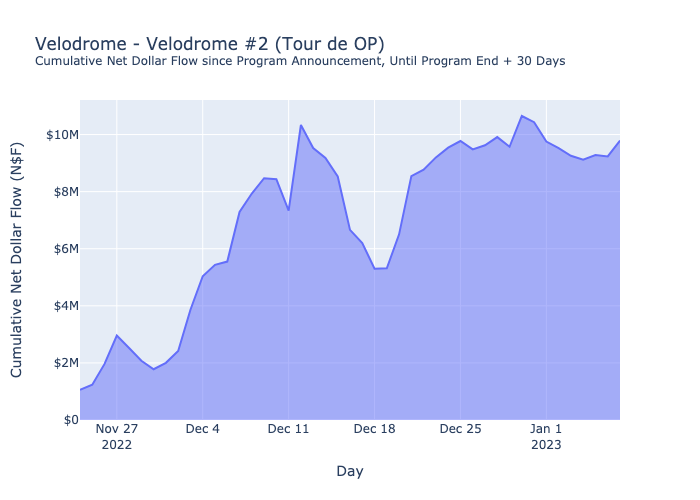 Velodrome - Velodrome #2 (Tour de OP)
Cumulative Net Dollar Flow since Program Announcement, Until Program End + 30 Days
Cumulative Net Dollar Flow (N$F)
$10M
$8M
$6M
$4M
$2M
$0
Nov 27 Dec 4 Dec 11 Dec 18 Dec 25 Jan 1
2022 2023
Day